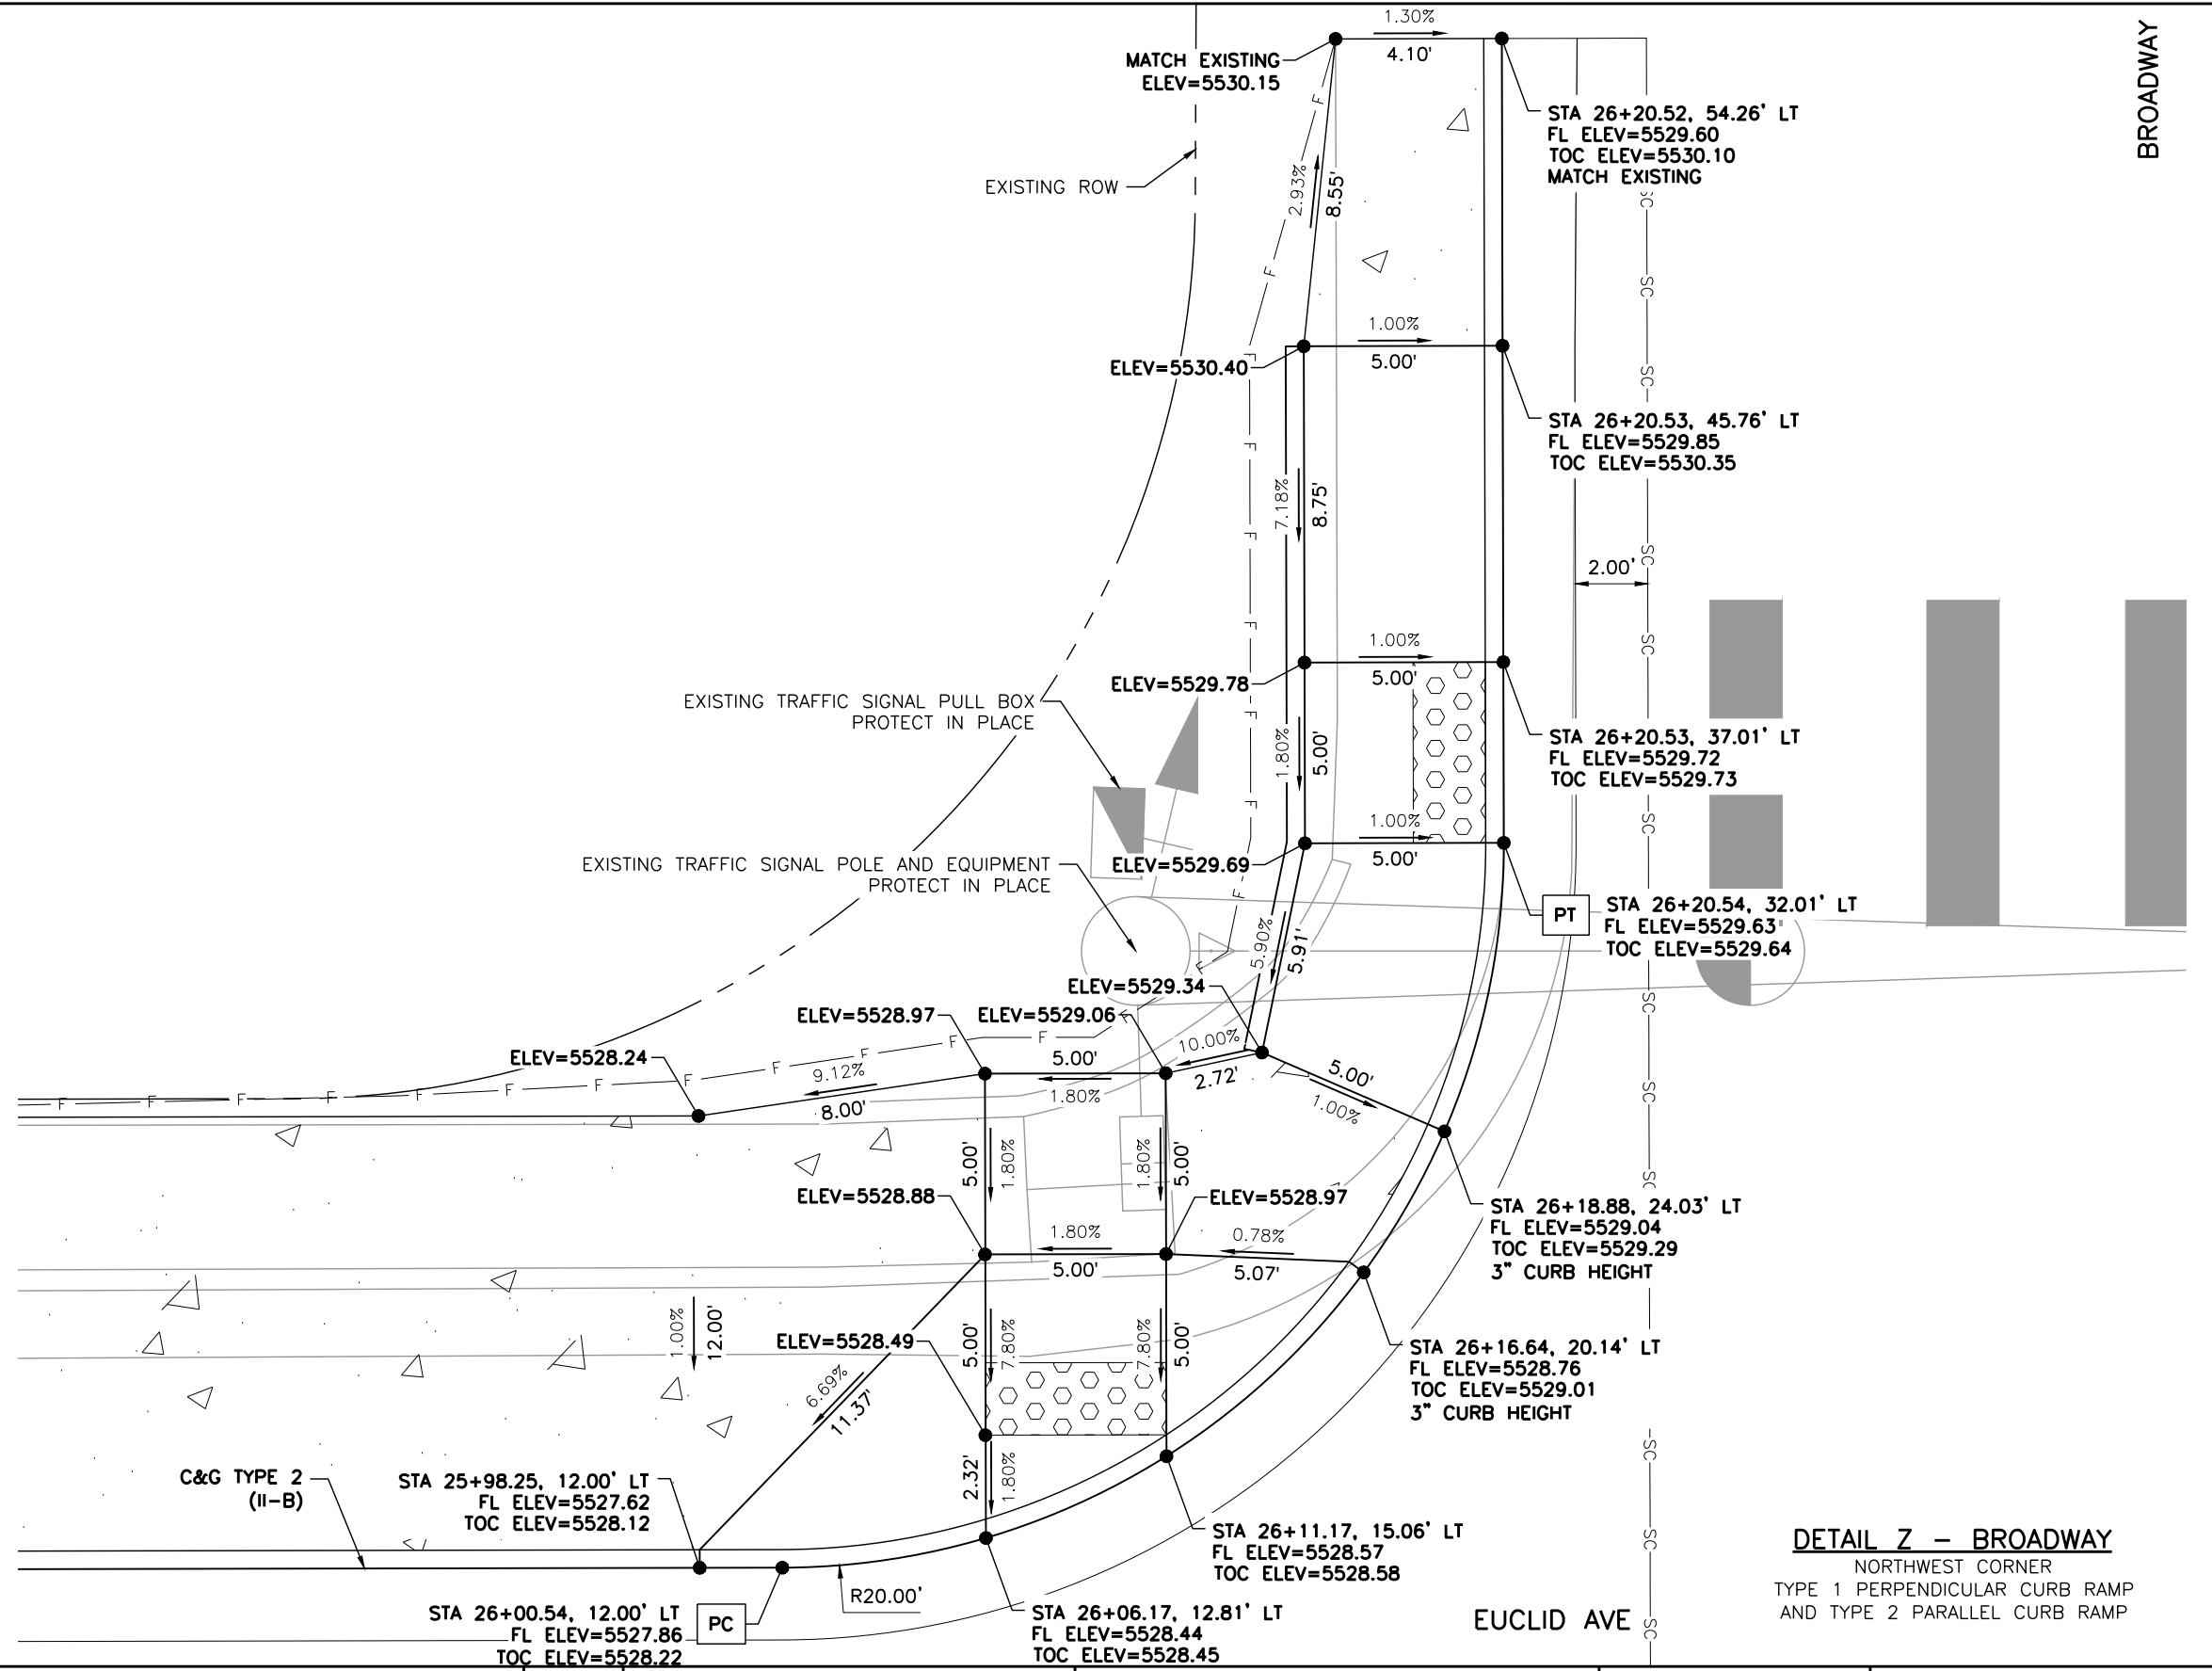 1.30%
4.10'
BROADWAY
MATCH EXISTING
ELEV=5530.15
STA 26+20.52, 54.26' LT
FL ELEV=5529.60
TOC ELEV=5530.10
MATCH EXISTING
EXISTING ROW
F
2.93%
8.55'
SC
F
SC
1.00%
5.00'
ELEV=5530.40
F
SC
STA 26+20.53, 45.76' LT
FL ELEV=5529.85
TOC ELEV=5530.35
F
7.18%
8.75'
F
SC
2.00'
F
SC
1.00%
5.00'
ELEV=5529.78
EXISTING TRAFFIC SIGNAL PULL BOX
PROTECT IN PLACE
F
1.80%
5.00'
STA 26+20.53, 37.01' LT
FL ELEV=5529.72
TOC ELEV=5529.73
F
SC
1.00%
5.00'
ELEV=5529.69
EXISTING TRAFFIC SIGNAL POLE AND EQUIPMENT
PROTECT IN PLACE
F
PT
STA 26+20.54, 32.01' LT
FL ELEV=5529.63
TOC ELEV=5529.64
5.90%
5.91'
F
ELEV=5529.34
SC
ELEV=5528.97
ELEV=5529.06
F
F
F
10.00%
2.72'
5.00'
1.00%
5.00'
1.80%
ELEV=5528.24
F
F
9.12%
8.00'
F
F
F
F
F
F
F
F
SC
5.00'
1.80%
1.80%
5.00'
SC
ELEV=5528.88
ELEV=5528.97
STA 26+18.88, 24.03' LT
FL ELEV=5529.04
TOC ELEV=5529.29
3" CURB HEIGHT
1.80%
5.00'
0.78%
5.07'
1.00%
12.00'
ELEV=5528.49
5.00'
7.80%
7.80%
5.00'
STA 26+16.64, 20.14' LT
FL ELEV=5528.76
TOC ELEV=5529.01
3" CURB HEIGHT
6.69%
11.37'
SC
C&G TYPE 2
(II-B)
STA 25+98.25, 12.00' LT
FL ELEV=5527.62
TOC ELEV=5528.12
2.32'
1.80%
STA 26+11.17, 15.06' LT
FL ELEV=5528.57
TOC ELEV=5528.58
SC
DETAIL Z - BROADWAY
NORTHWEST CORNER
TYPE 1 PERPENDICULAR CURB RAMP
AND TYPE 2 PARALLEL CURB RAMP
R20.00'
STA 26+00.54, 12.00' LT
FL ELEV=5527.86
TOC ELEV=5528.22
PC
STA 26+06.17, 12.81' LT
FL ELEV=5528.44
TOC ELEV=5528.45
EUCLID AVE
SC